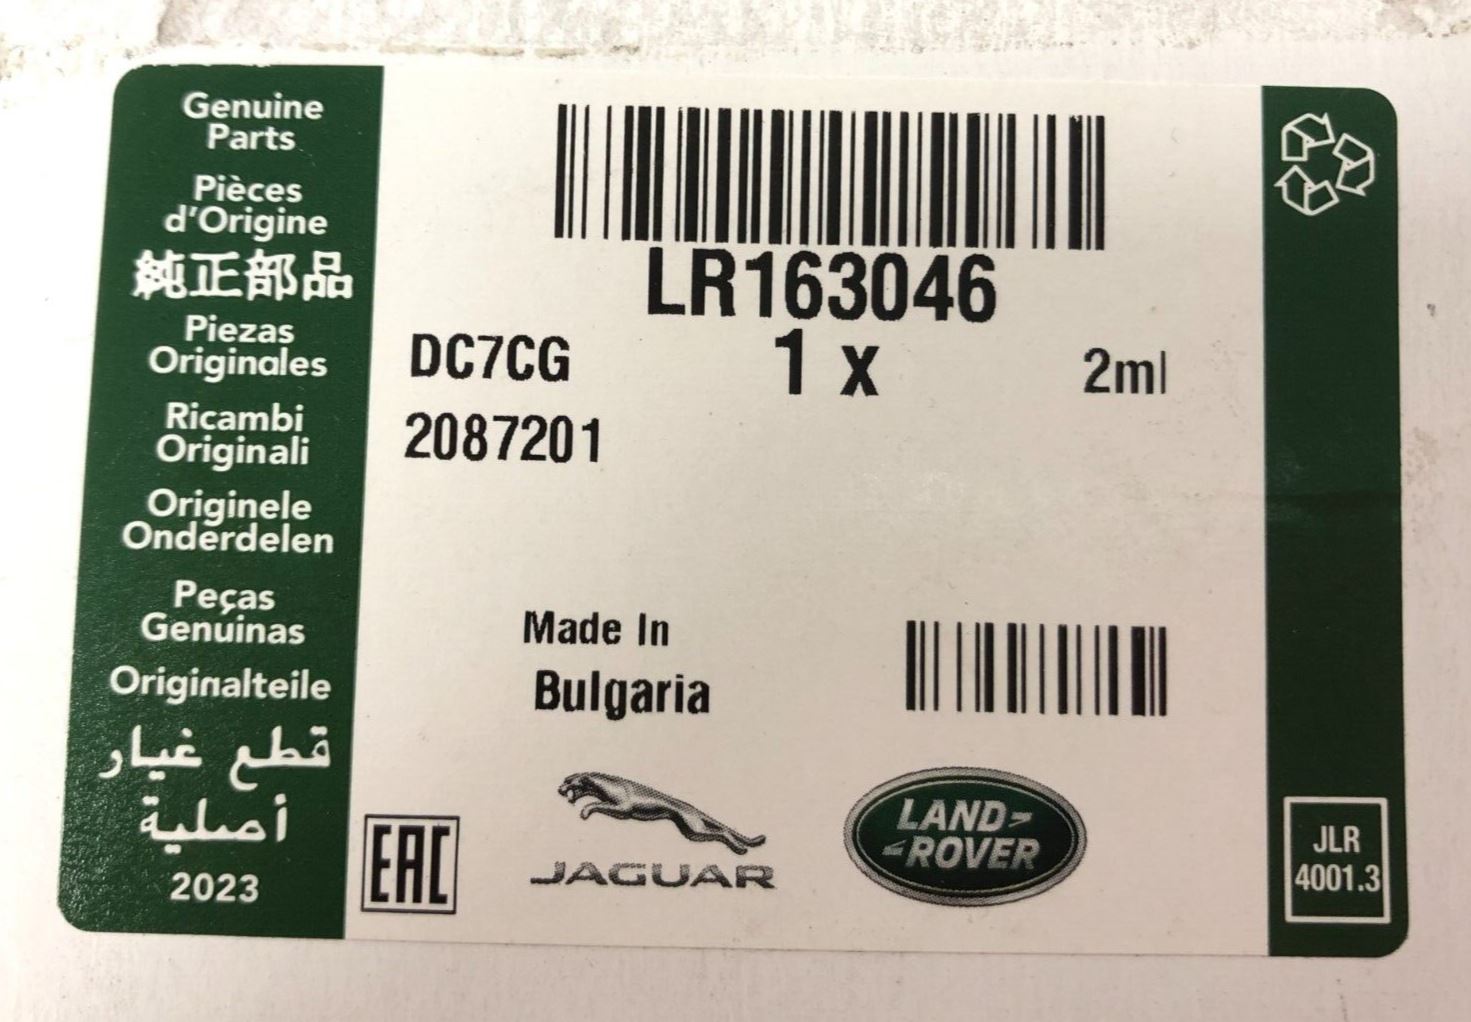 Genuine
Parts
Pièces
d'Origine
純正部品
Piezas
Originales
Ricambi
Originali
Originele
Onderdelen
Peças
Genuínas
Originalteile
قطع غيار
أصلية
2023
LR163046
DC7CG
1 x
2ml
2087201
Made In
Bulgaria
EAC
JAGUAR
LAND-
-ROVER
JLR
4001.3